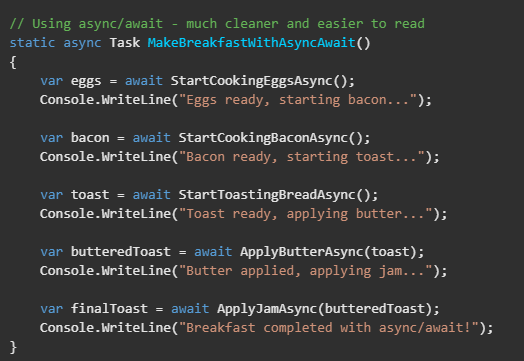 // Using async/await - much cleaner and easier to read
static async Task MakeBreakfastWithAsyncAwait()
{
    var eggs = await StartCookingEggsAsync();
    Console.WriteLine("Eggs ready, starting bacon...");

    var bacon = await StartCookingBaconAsync();
    Console.WriteLine("Bacon ready, starting toast...");

    var toast = await StartToastingBreadAsync();
    Console.WriteLine("Toast ready, applying butter...");

    var butteredToast = await ApplyButterAsync(toast);
    Console.WriteLine("Butter applied, applying jam...");

    var finalToast = await ApplyJamAsync(butteredToast);
    Console.WriteLine("Breakfast completed with async/await!");
}